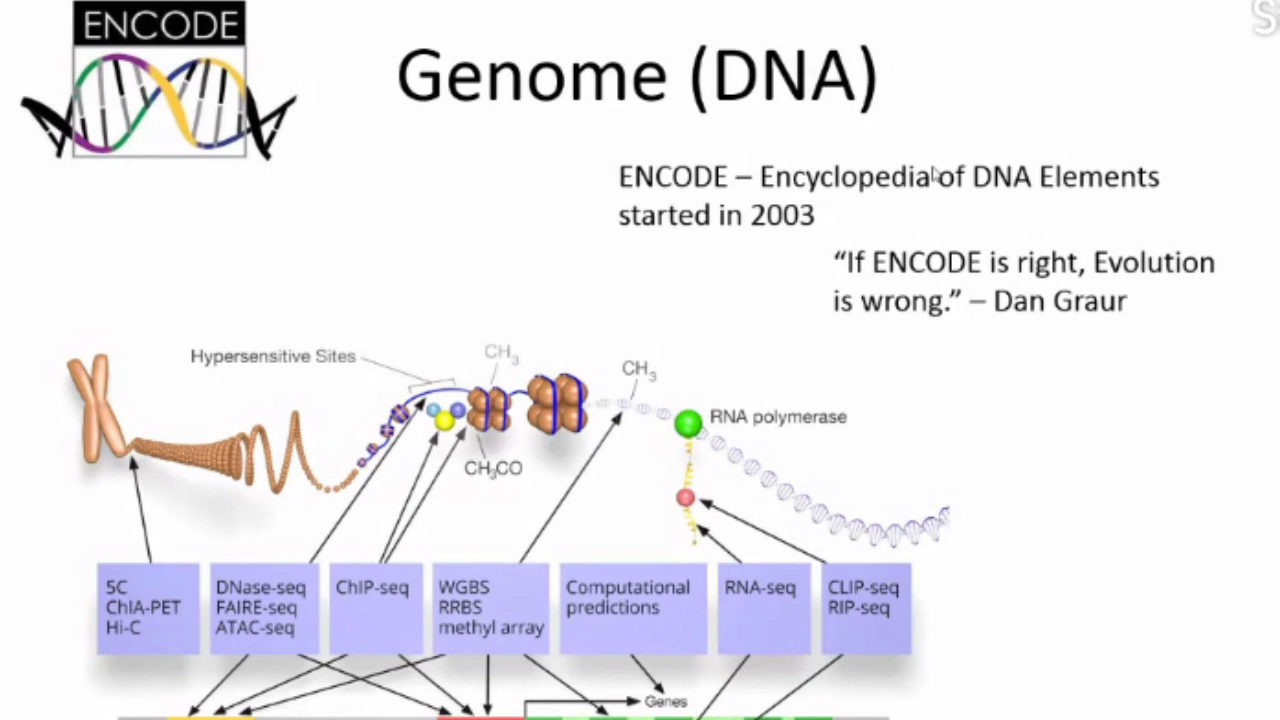 ENCODE
Genome (DNA)
ENCODE – Encyclopedia of DNA Elements
started in 2003
“If ENCODE is right, Evolution
is wrong.” – Dan Graur
Hypersensitive Sites
CH3
CH3
RNA polymerase
CH3CO
5C
ChIA-PET
Hi-C
DNase-seq
FAIRE-seq
ATAC-seq
ChIP-seq
WGBS
RRBS
methyl array
Computational
predictions
RNA-seq
CLIP-seq
RIP-seq
Genes